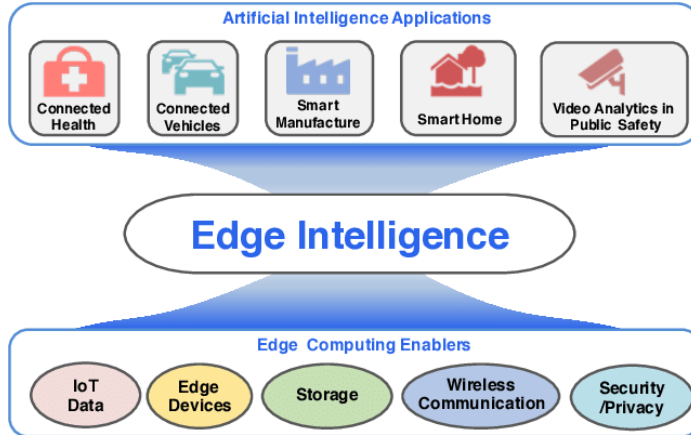 Artificial Intelligence Applications
Connected
Health
Connected
Vehicles
Smart
Manufacture
Smart Home
Video Analytics in
Public Safety
Edge Intelligence
Edge Computing Enablers
IoT
Data
Edge
Devices
Storage
Wireless
Communication
Security
/Privacy